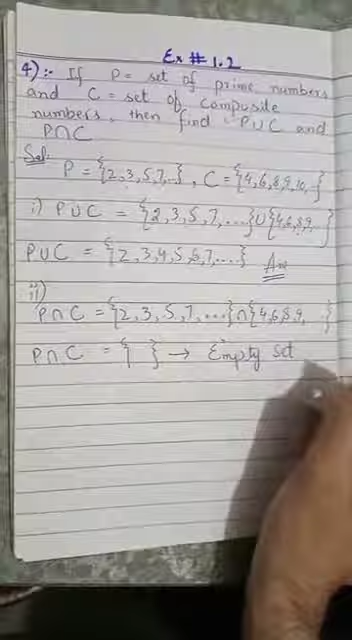 Ex # 1.2
4) :- If P = set of prime numbers
and C = set of composite
numbers, then find P∪C and
P∩C
Sol:
P = {2,3,5,7,..}, C = {4,6,8,9,10,..}
i) P∪C = {2,3,5,7,....}∪{4,6,8,9,...}
P∪C = {2,3,4,5,6,7,.....} Ans
ii)
P∩C = {2,3,5,7,....}∩{4,6,8,9,...}
P∩C = { } → Empty set